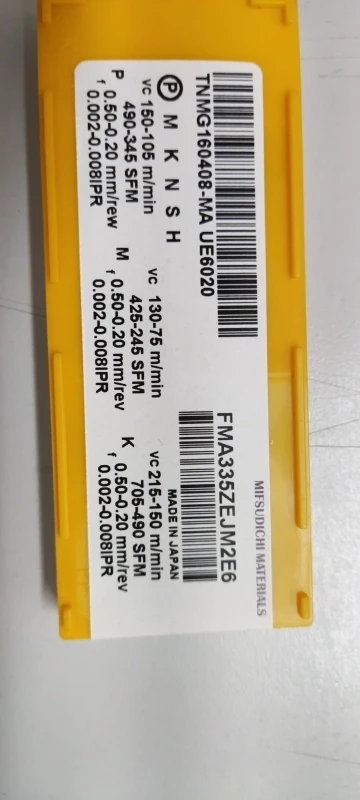 TNMG160408-MA UE6020
FMA335ZEJM2E6
MIFSUDICHI MATERIALS
MADE IN JAPAN
P M K N S H
vc 150-105 m/min
490-345 SFM
P f 0.50-0.20 mm/rew
0.002-0.008IPR
vc 130-75 m/min
425-245 SFM
M f 0.50-0.20 mm/rev
0.002-0.008IPR
vc 215-150 m/min
705-490 SFM
K f 0.50-0.20 mm/rev
0.002-0.008IPR